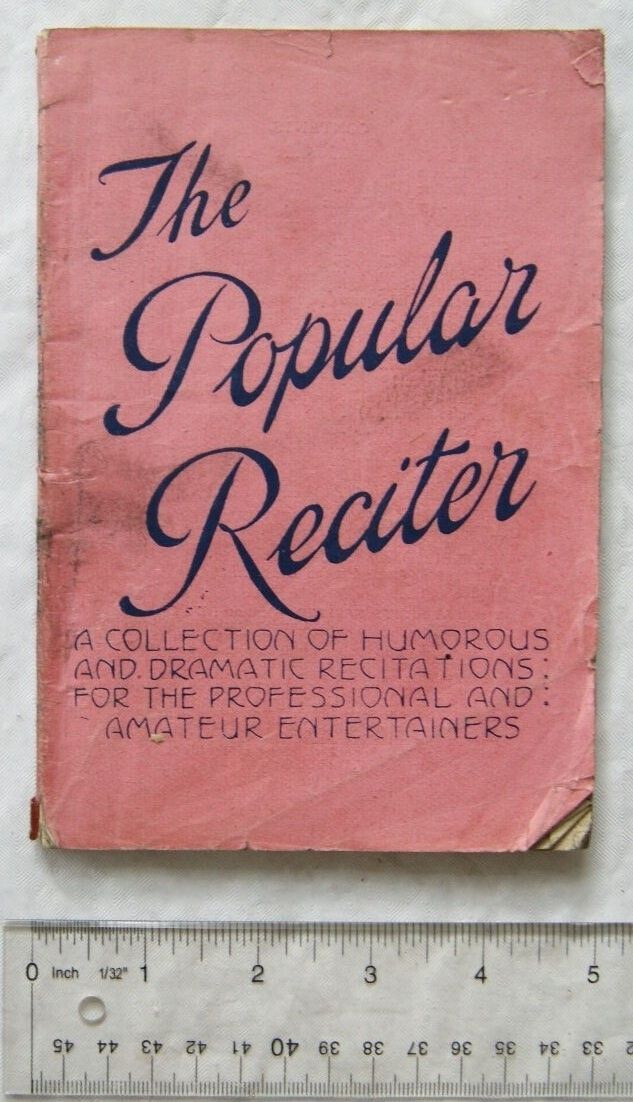 The
Popular
Reciter
A COLLECTION OF HUMOROUS
AND. DRAMATIC RECITATIONS :
FOR THE PROFESSIONAL AND :
AMATEUR ENTERTAINERS
0 Inch 1/32" 1 2 3 4 5
45 44 43 42 41 40 39 38 37 36 35 34 33